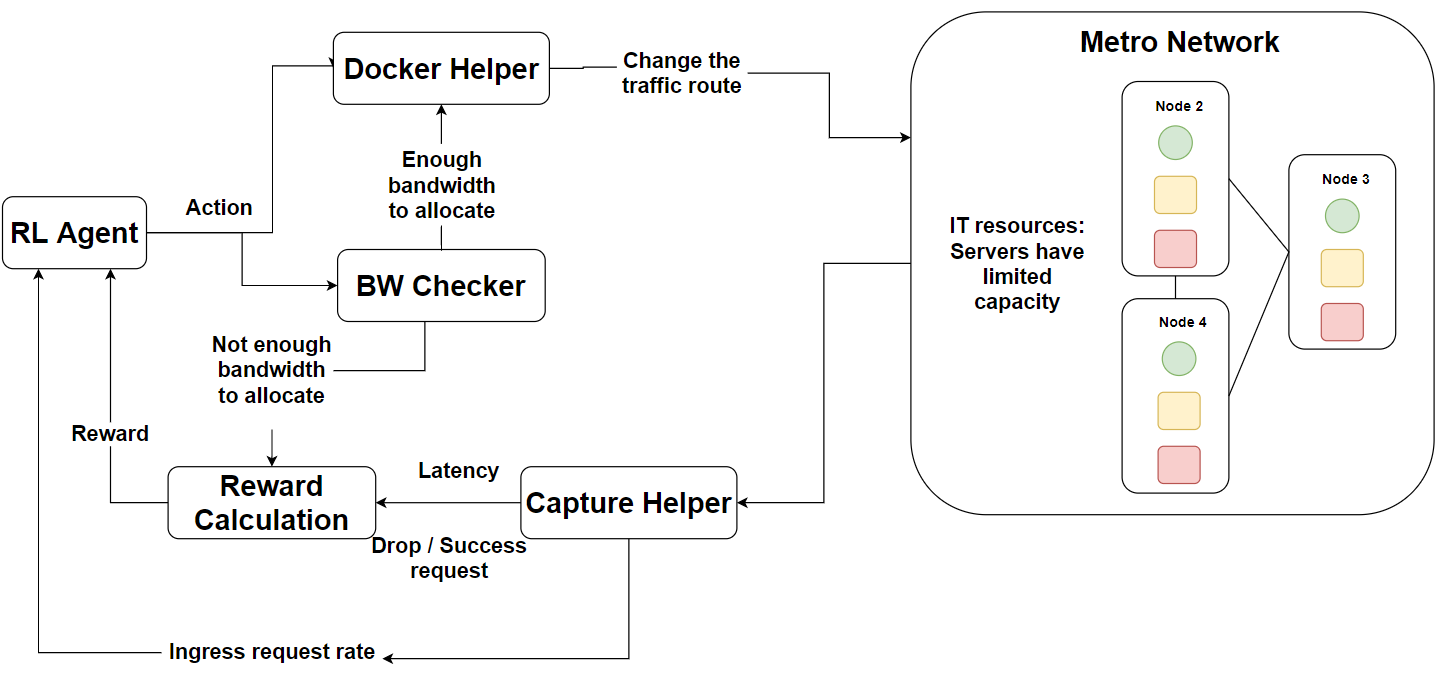 Metro Network
Docker Helper
Change the
traffic route
Node 2
Enough
bandwidth
to allocate
Node 3
Action
RL Agent
IT resources:
Servers have
limited
capacity
BW Checker
Node 4
Not enough
bandwidth
to allocate
Reward
Latency
Reward
Calculation
Capture Helper
Drop / Success
request
Ingress request rate